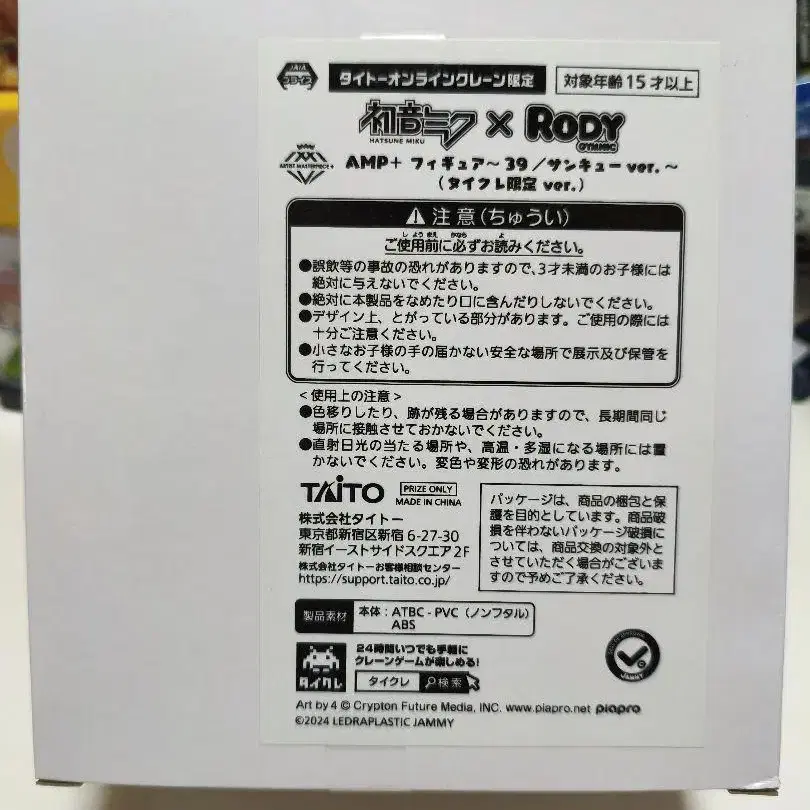 JAIA
プライズ
タイトーオンラインクレーン限定
対象年齢15才以上
初音ミク × RODY
HATSUNE MIKU
GYMNIC
ARTIST MASTERPIECE+
AMP+ フィギュア~ 39/サンキュー ver.~
(タイクレ限定 ver.)
注意(ちゅうい)
しようまえ かなら よ
ご使用前に必ずお読みください。
●誤飲等の事故の恐れがありますので、3才未満のお子様には
絶対に与えないでください。
●絶対に本製品をなめたり口に含んだりしないでください。
●デザイン上、とがっている部分があります。ご使用の際には
十分ご注意ください。
●小さなお子様の手の届かない安全な場所で展示及び保管を
行ってください。
<使用上の注意>
●色移りしたり、跡が残る場合がありますので、長期間同じ
場所に接触させておかないでください。
●直射日光の当たる場所や、高温・多湿になる場所には置
かないでください。変色や変形の恐れがあります。
TAITO
PRIZE ONLY
MADE IN CHINA
株式会社タイトー
東京都新宿区新宿 6-27-30
新宿イーストサイドスクエア 2F
株式会社タイトーお客様相談センター
https://support.taito.co.jp/
パッケージは、商品の梱包と保
護を目的としています。商品破
損を伴わないパッケージ破損に
ついては、商品交換の対象外と
させていただく場合がございま
すので予めご了承ください。
製品素材
本体:ATBC-PVC(ノンフタル)
ABS
タイクレ
24時間いつでも手軽に
クレーンゲームが楽しめる!
タイクレ 検索
JAMMY
Art by 4 © Crypton Future Media, INC. www.piapro.net piapro
©2024 LEDRAPLASTIC JAMMY